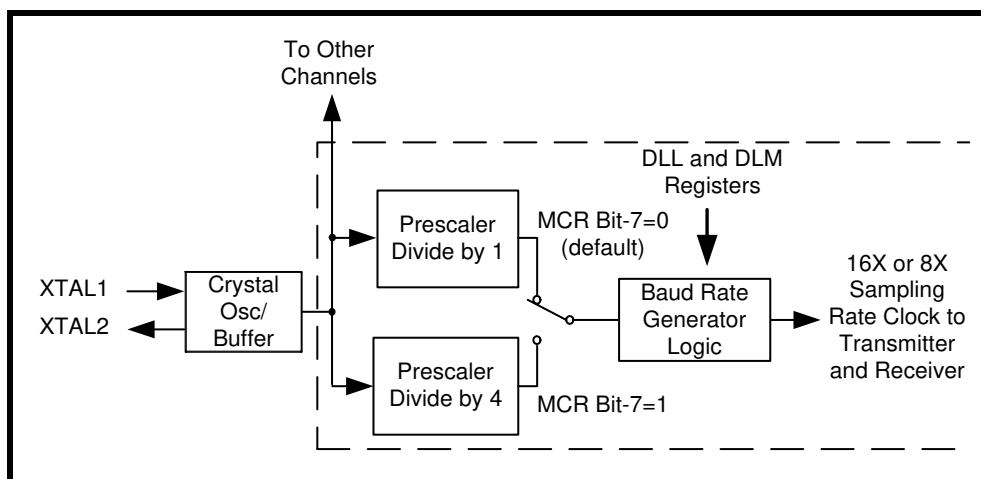 To Other
Channels
DLL and DLM
Registers
Prescaler
Divide by 1
MCR Bit-7=0
(default)
XTAL1
XTAL2
Crystal
Osc/
Buffer
Baud Rate
Generator
Logic
16X or 8X
Sampling
Rate Clock to
Transmitter
and Receiver
Prescaler
Divide by 4
MCR Bit-7=1